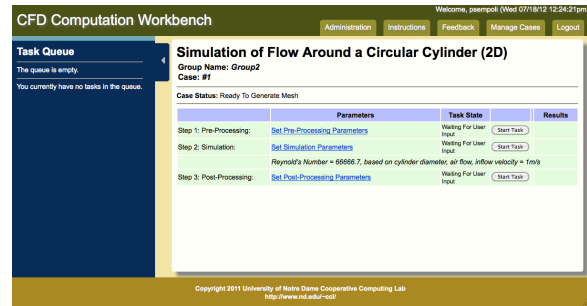 Welcome, psempoli (Wed 07/18/12 12:24:21pm
CFD Computation Workbench
Administration
Instructions
Feedback
Manage Cases
Logout
Task Queue
The queue is empty.
You currently have no tasks in the queue.
Simulation of Flow Around a Circular Cylinder (2D)
Group Name: Group2
Case: #1
Case Status: Ready To Generate Mesh
Parameters Task State Results
Step 1: Pre-Processing: Set Pre-Processing Parameters Waiting For User Input Start Task
Step 2: Simulation: Set Simulation Parameters Waiting For User Input Start Task
Reynold's Number = 66666.7, based on cylinder diameter, air flow, inflow velocity = 1m/s
Step 3: Post-Processing: Set Post-Processing Parameters Waiting For User Input Start Task
Copyright 2011 University of Notre Dame Cooperative Computing Lab
http://www.nd.edu/~ccl/